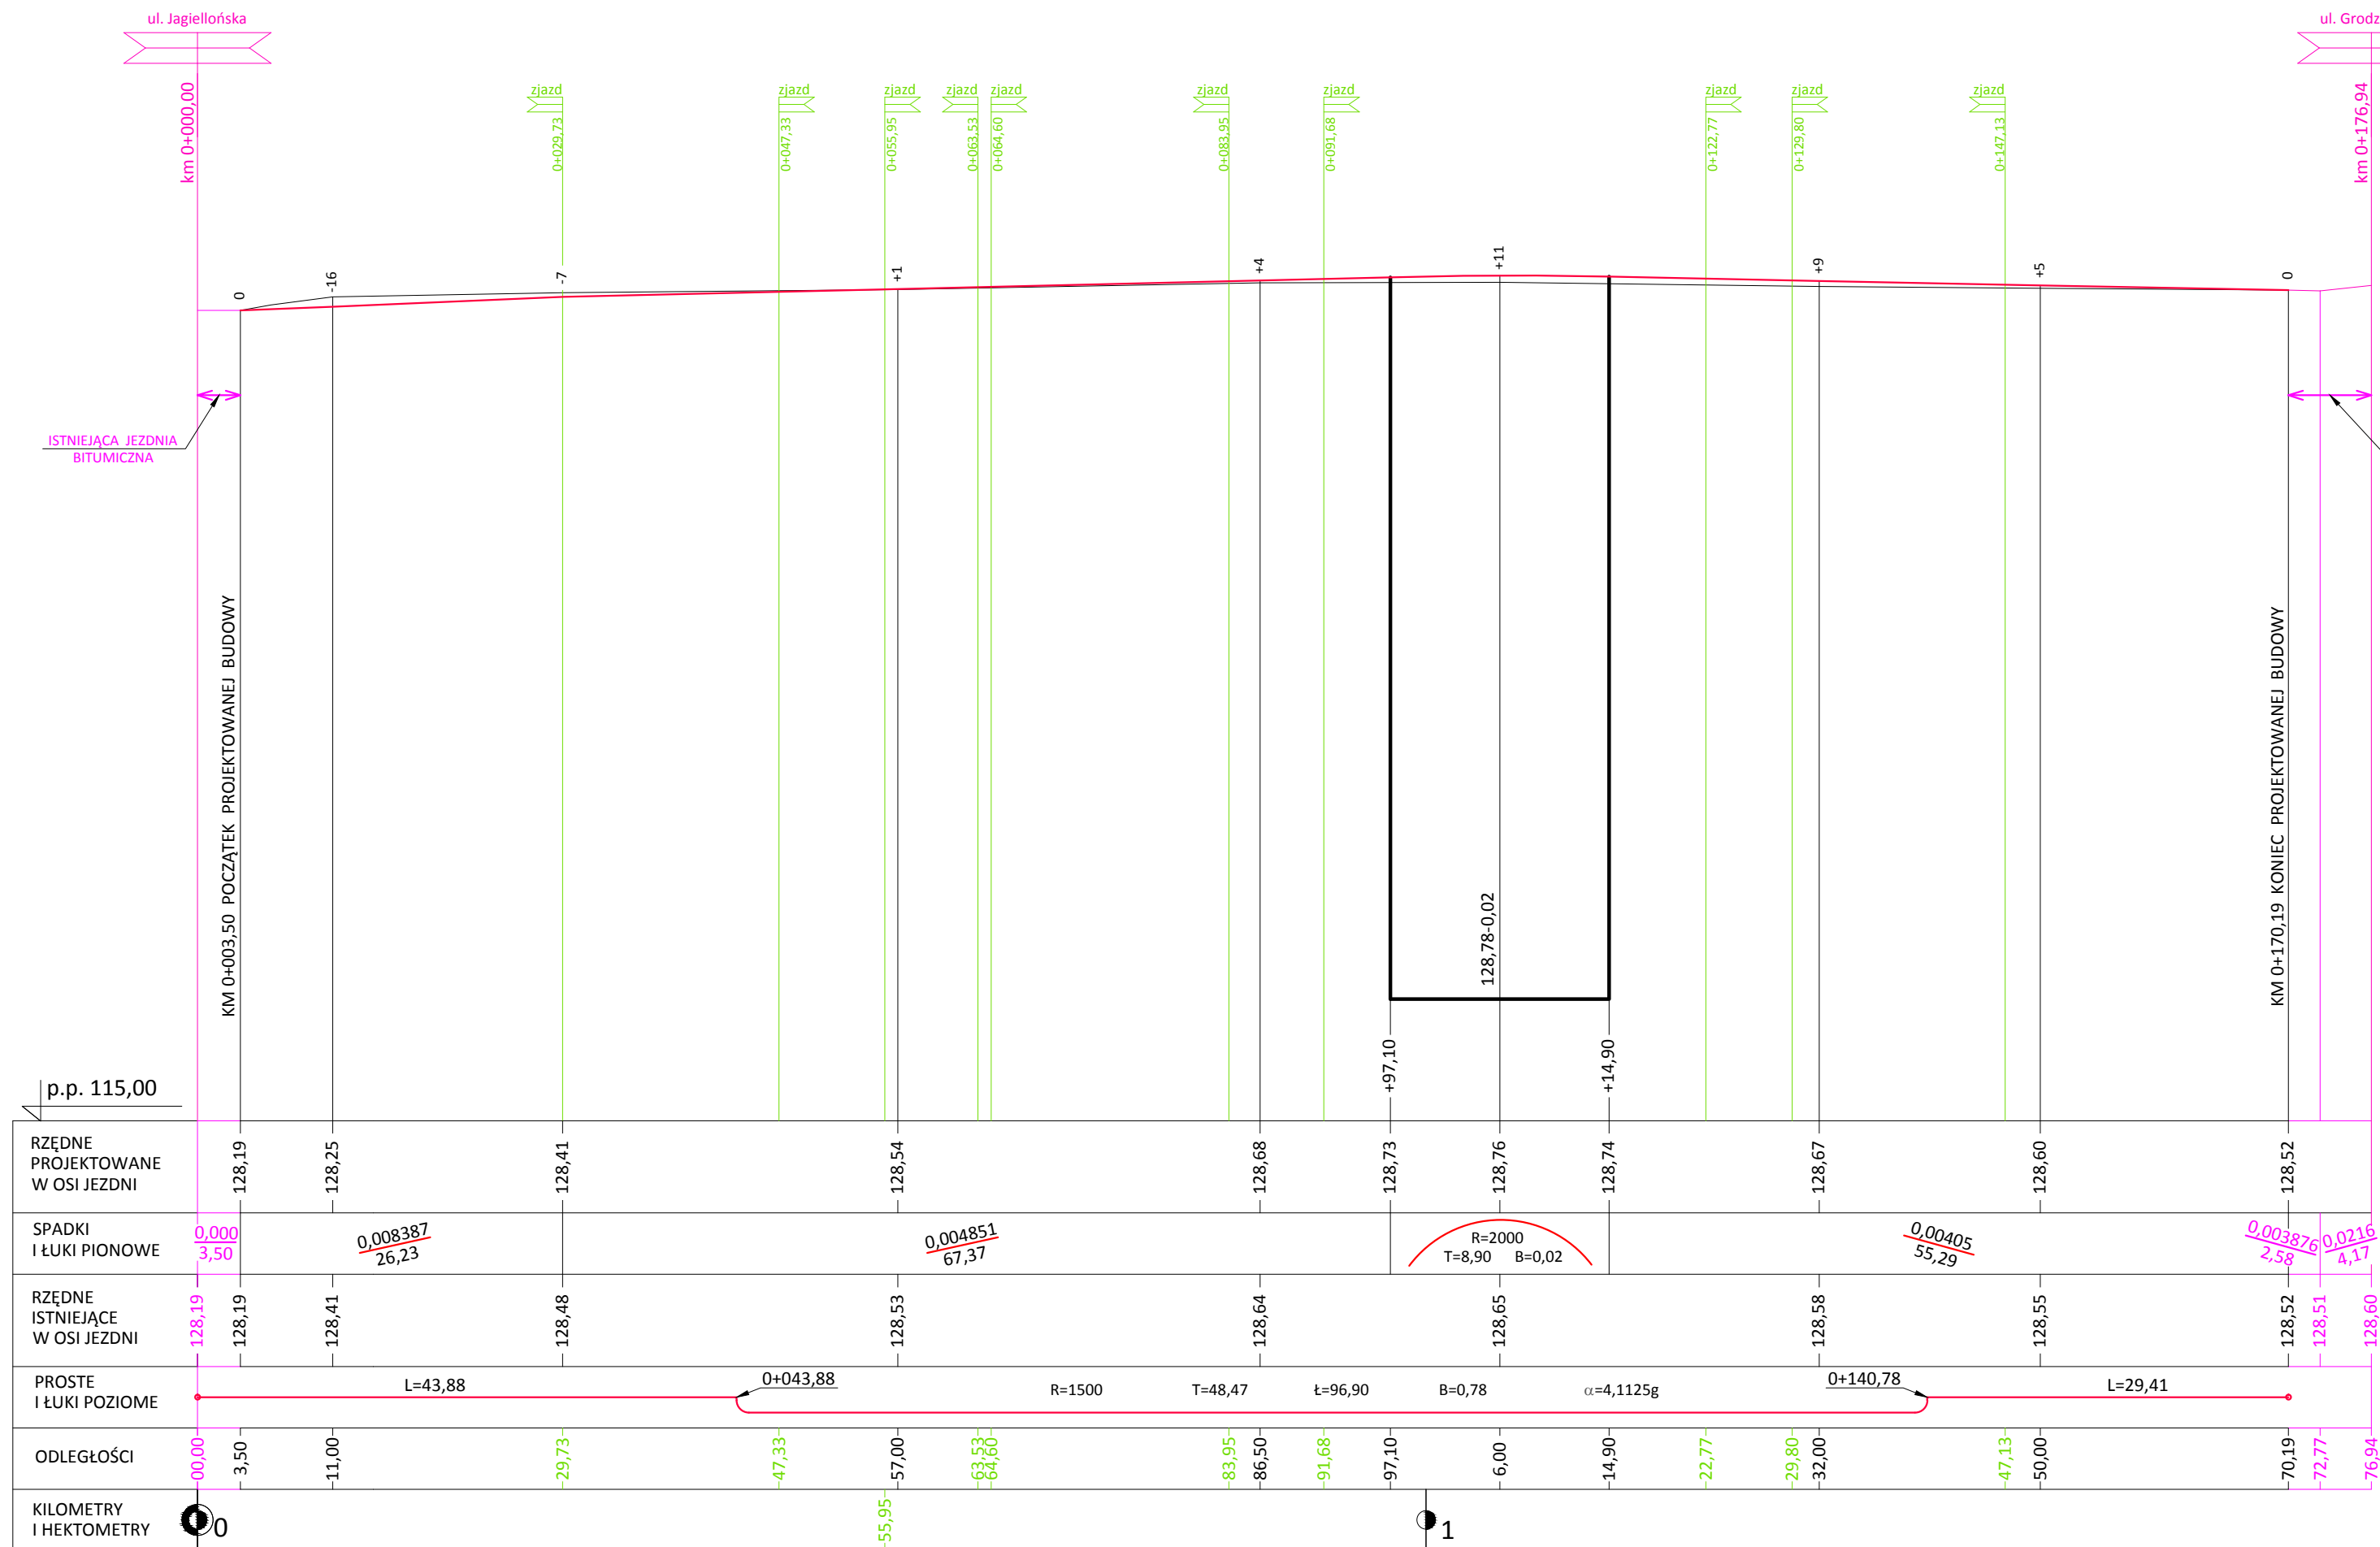 ul. Jagiellońska
ul. Grodz
km 0+000,00
km 0+176,94
zjazd
0+029,73
zjazd
0+047,33
zjazd
0+055,95
zjazd
0+063,53
zjazd
0+064,60
zjazd
0+083,95
zjazd
0+091,68
zjazd
0+122,77
zjazd
0+129,80
zjazd
0+147,13
0
-16
-7
+1
+4
+11
+9
+5
0
ISTNIEJĄCA JEZDNIA
BITUMICZNA
KM 0+003,50 POCZĄTEK PROJEKTOWANEJ BUDOWY
128,78-0,02
KM 0+170,19 KONIEC PROJEKTOWANEJ BUDOWY
+97,10
+14,90
p.p. 115,00
RZĘDNE
PROJEKTOWANE
W OSI JEZDNI
128,19
128,25
128,41
128,54
128,68
128,73
128,76
128,74
128,67
128,60
128,52
SPADKI
I ŁUKI PIONOWE
0,000
3,50
0,008387
26,23
0,004851
67,37
R=2000
T=8,90 B=0,02
0,00405
55,29
0,003876
2,58
0,0216
4,17
RZĘDNE
ISTNIEJĄCE
W OSI JEZDNI
128,19
128,19
128,41
128,48
128,53
128,64
128,65
128,58
128,55
128,52
128,51
128,60
PROSTE
I ŁUKI POZIOME
L=43,88
0+043,88
R=1500 T=48,47 Ł=96,90 B=0,78 α=4,1125g
0+140,78
L=29,41
ODLEGŁOŚCI
00,00
3,50
11,00
29,73
47,33
57,00
63,53
64,60
83,95
86,50
91,68
97,10
6,00
14,90
22,77
29,80
32,00
47,13
50,00
70,19
72,77
76,94
KILOMETRY
I HEKTOMETRY
0
55,95
1